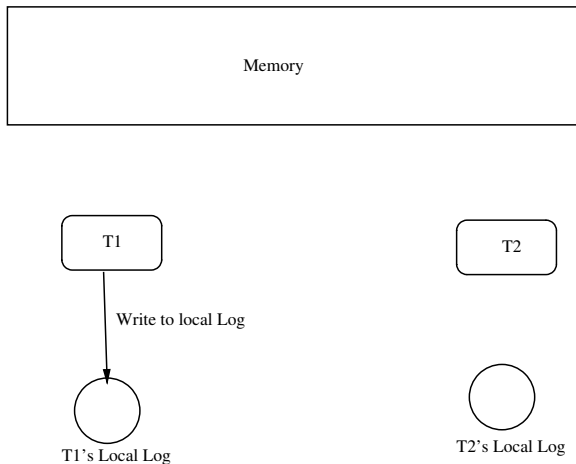 Memory
T1
T2
Write to local Log
T1's Local Log
T2's Local Log